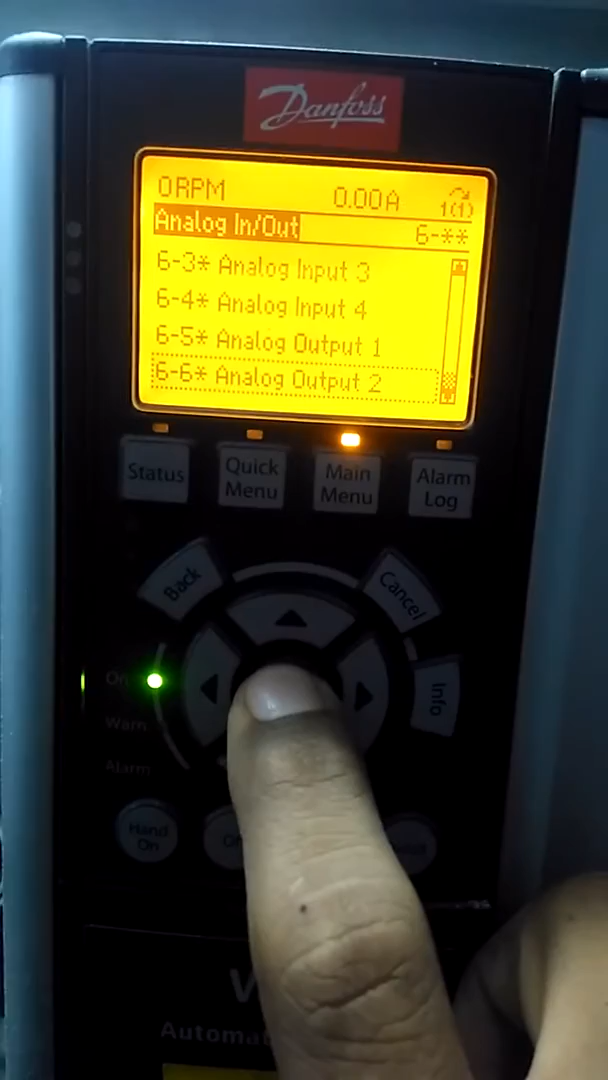 Danfoss
0RPM 0.00A 1(1)
Analog In/Out 6-**
6-3* Analog Input 3
6-4* Analog Input 4
6-5* Analog Output 1
6-6* Analog Output 2
Status
Quick Menu
Main Menu
Alarm Log
Back
Cancel
Info
On
Warn.
Alarm
Hand On
V
Automat